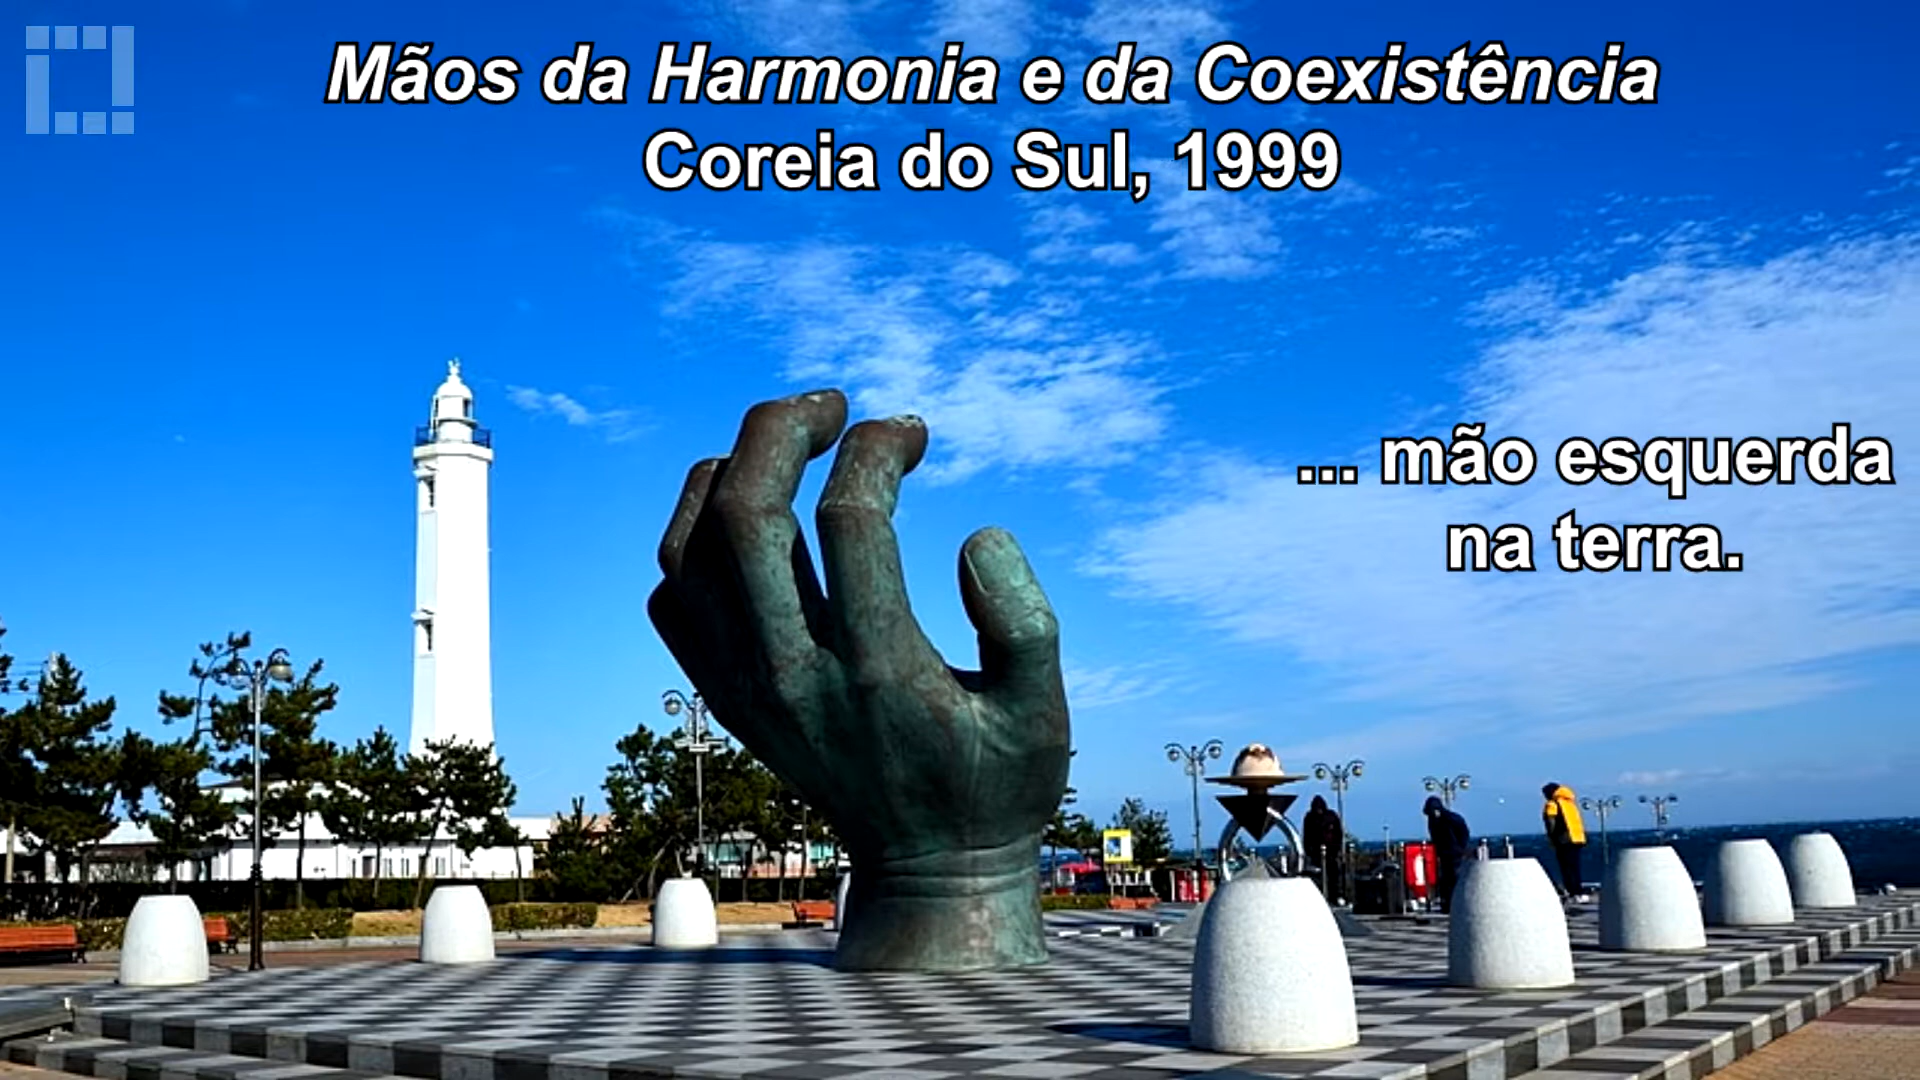 Mãos da Harmonia e da Coexistência
Coreia do Sul, 1999
... mão esquerda
na terra.